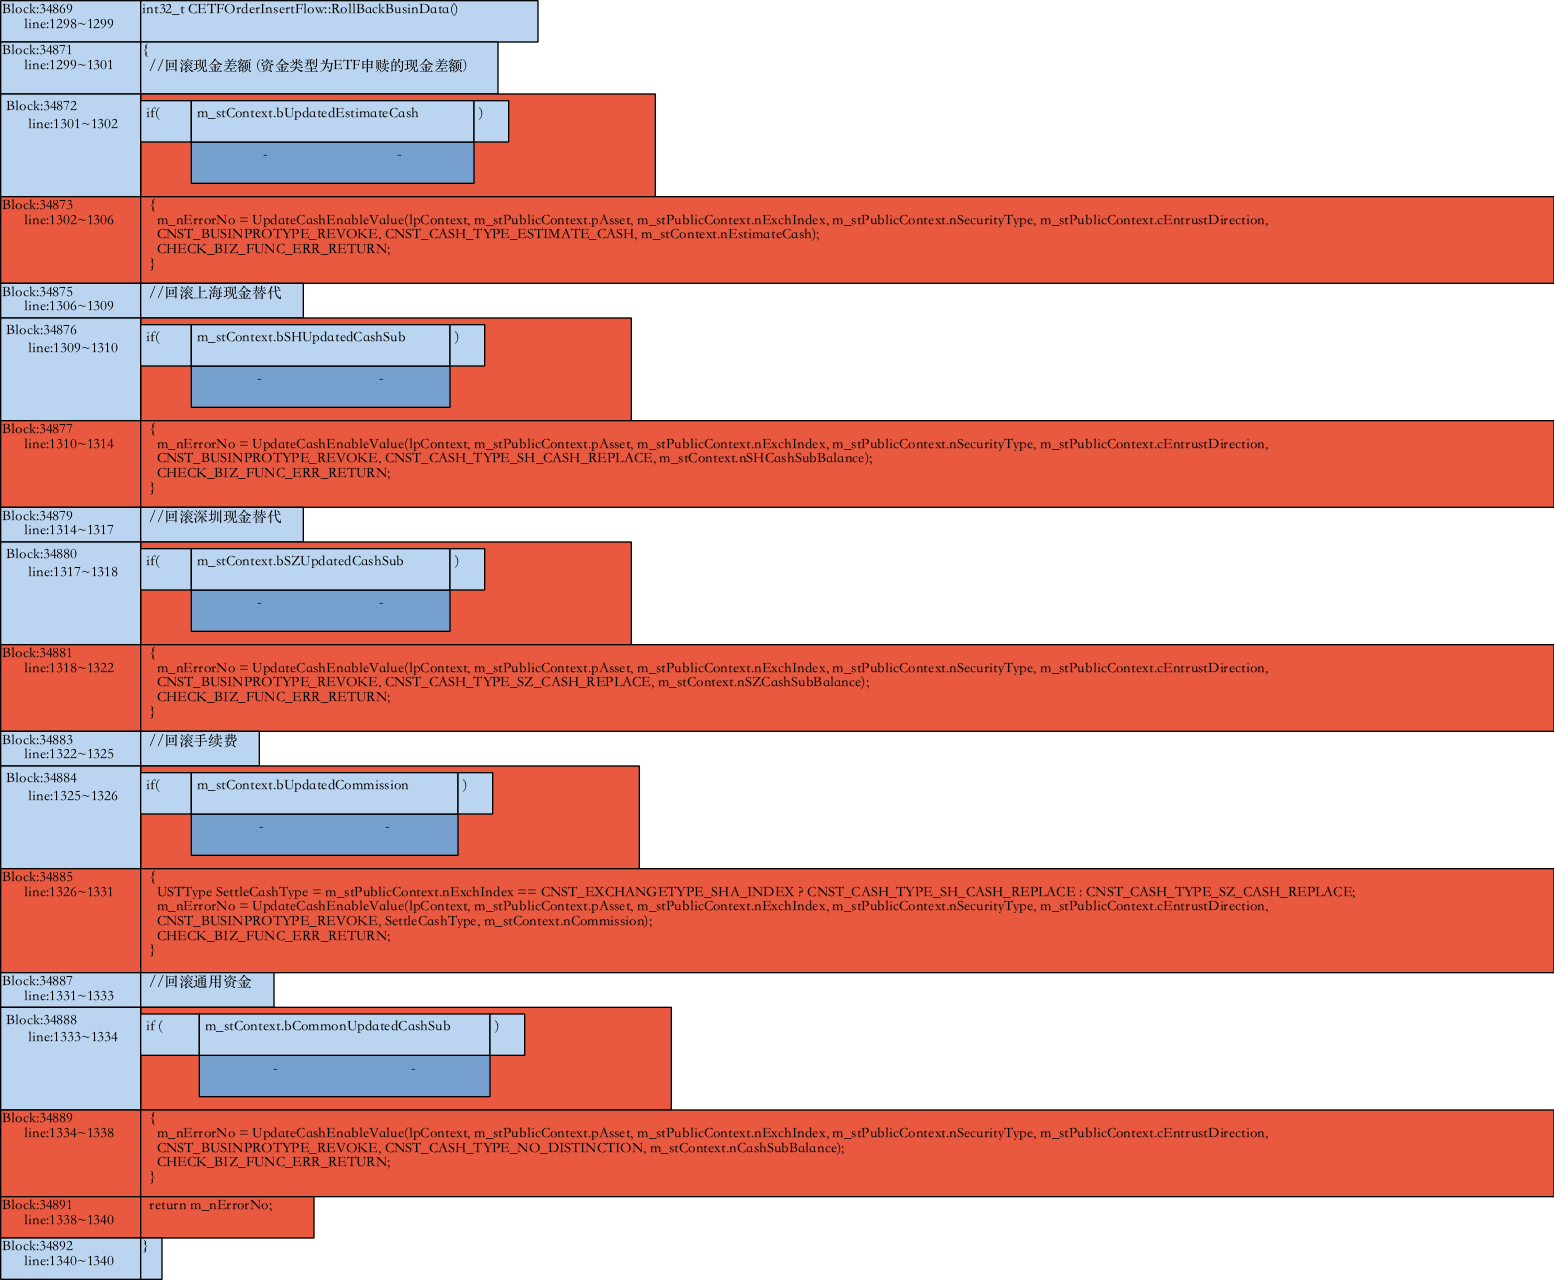 Block:34869 int32_t CETFOrderInsertFlow::RollBackBusinData()
line:1298~1299
Block:34871 {
line:1299~1301 //回滚现金差额 (资金类型为ETF申赎的现金差额)
Block:34872 if( m_stContext.bUpdatedEstimateCash )
line:1301~1302
- -
Block:34873 {
line:1302~1306 m_nErrorNo = UpdateCashEnableValue(lpContext, m_stPublicContext.pAsset, m_stPublicContext.nExchIndex, m_stPublicContext.nSecurityType, m_stPublicContext.cEntrustDirection,
CNST_BUSINPROTYPE_REVOKE, CNST_CASH_TYPE_ESTIMATE_CASH, m_stContext.nEstimateCash);
CHECK_BIZ_FUNC_ERR_RETURN;
}
Block:34875 //回滚上海现金替代
line:1306~1309
Block:34876 if( m_stContext.bSHUpdatedCashSub )
line:1309~1310
- -
Block:34877 {
line:1310~1314 m_nErrorNo = UpdateCashEnableValue(lpContext, m_stPublicContext.pAsset, m_stPublicContext.nExchIndex, m_stPublicContext.nSecurityType, m_stPublicContext.cEntrustDirection,
CNST_BUSINPROTYPE_REVOKE, CNST_CASH_TYPE_SH_CASH_REPLACE, m_stContext.nSHCashSubBalance);
CHECK_BIZ_FUNC_ERR_RETURN;
}
Block:34879 //回滚深圳现金替代
line:1314~1317
Block:34880 if( m_stContext.bSZUpdatedCashSub )
line:1317~1318
- -
Block:34881 {
line:1318~1322 m_nErrorNo = UpdateCashEnableValue(lpContext, m_stPublicContext.pAsset, m_stPublicContext.nExchIndex, m_stPublicContext.nSecurityType, m_stPublicContext.cEntrustDirection,
CNST_BUSINPROTYPE_REVOKE, CNST_CASH_TYPE_SZ_CASH_REPLACE, m_stContext.nSZCashSubBalance);
CHECK_BIZ_FUNC_ERR_RETURN;
}
Block:34883 //回滚手续费
line:1322~1325
Block:34884 if( m_stContext.bUpdatedCommission )
line:1325~1326
- -
Block:34885 {
line:1326~1331 USTType SettleCashType = m_stPublicContext.nExchIndex == CNST_EXCHANGETYPE_SHA_INDEX ? CNST_CASH_TYPE_SH_CASH_REPLACE : CNST_CASH_TYPE_SZ_CASH_REPLACE;
m_nErrorNo = UpdateCashEnableValue(lpContext, m_stPublicContext.pAsset, m_stPublicContext.nExchIndex, m_stPublicContext.nSecurityType, m_stPublicContext.cEntrustDirection,
CNST_BUSINPROTYPE_REVOKE, SettleCashType, m_stContext.nCommission);
CHECK_BIZ_FUNC_ERR_RETURN;
}
Block:34887 //回滚通用资金
line:1331~1333
Block:34888 if ( m_stContext.bCommonUpdatedCashSub )
line:1333~1334
- -
Block:34889 {
line:1334~1338 m_nErrorNo = UpdateCashEnableValue(lpContext, m_stPublicContext.pAsset, m_stPublicContext.nExchIndex, m_stPublicContext.nSecurityType, m_stPublicContext.cEntrustDirection,
CNST_BUSINPROTYPE_REVOKE, CNST_CASH_TYPE_NO_DISTINCTION, m_stContext.nCashSubBalance);
CHECK_BIZ_FUNC_ERR_RETURN;
}
Block:34891 return m_nErrorNo;
line:1338~1340
Block:34892 }
line:1340~1340